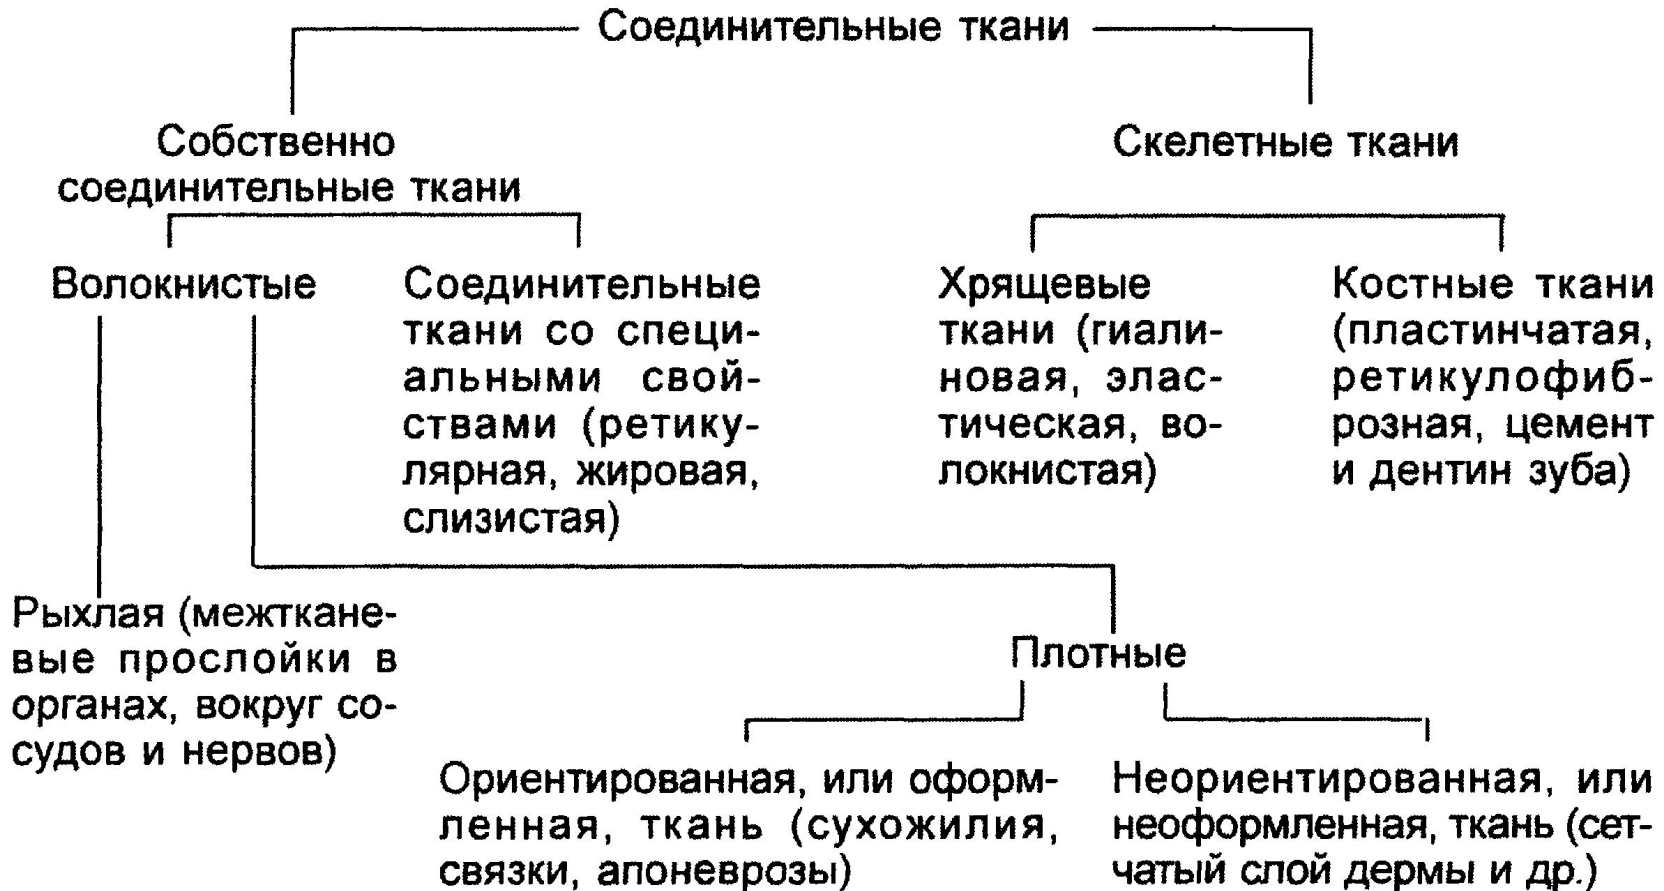 Соединительные ткани
Собственно
соединительные ткани
Скелетные ткани
Волокнистые
Соединительные
ткани со специ-
альными свой-
ствами (ретику-
лярная, жировая,
слизистая)
Хрящевые
ткани (гиали-
новая, элас-
тическая, во-
локнистая)
Костные ткани
(пластинчатая,
ретикулофиб-
розная, цемент
и дентин зуба)
Рыхлая (межткане-
вые прослойки в
органах, вокруг со-
судов и нервов)
Плотные
Ориентированная, или оформ-
ленная, ткань (сухожилия,
связки, апоневрозы)
Неориентированная, или
неоформленная, ткань (сет-
чатый слой дермы и др.)